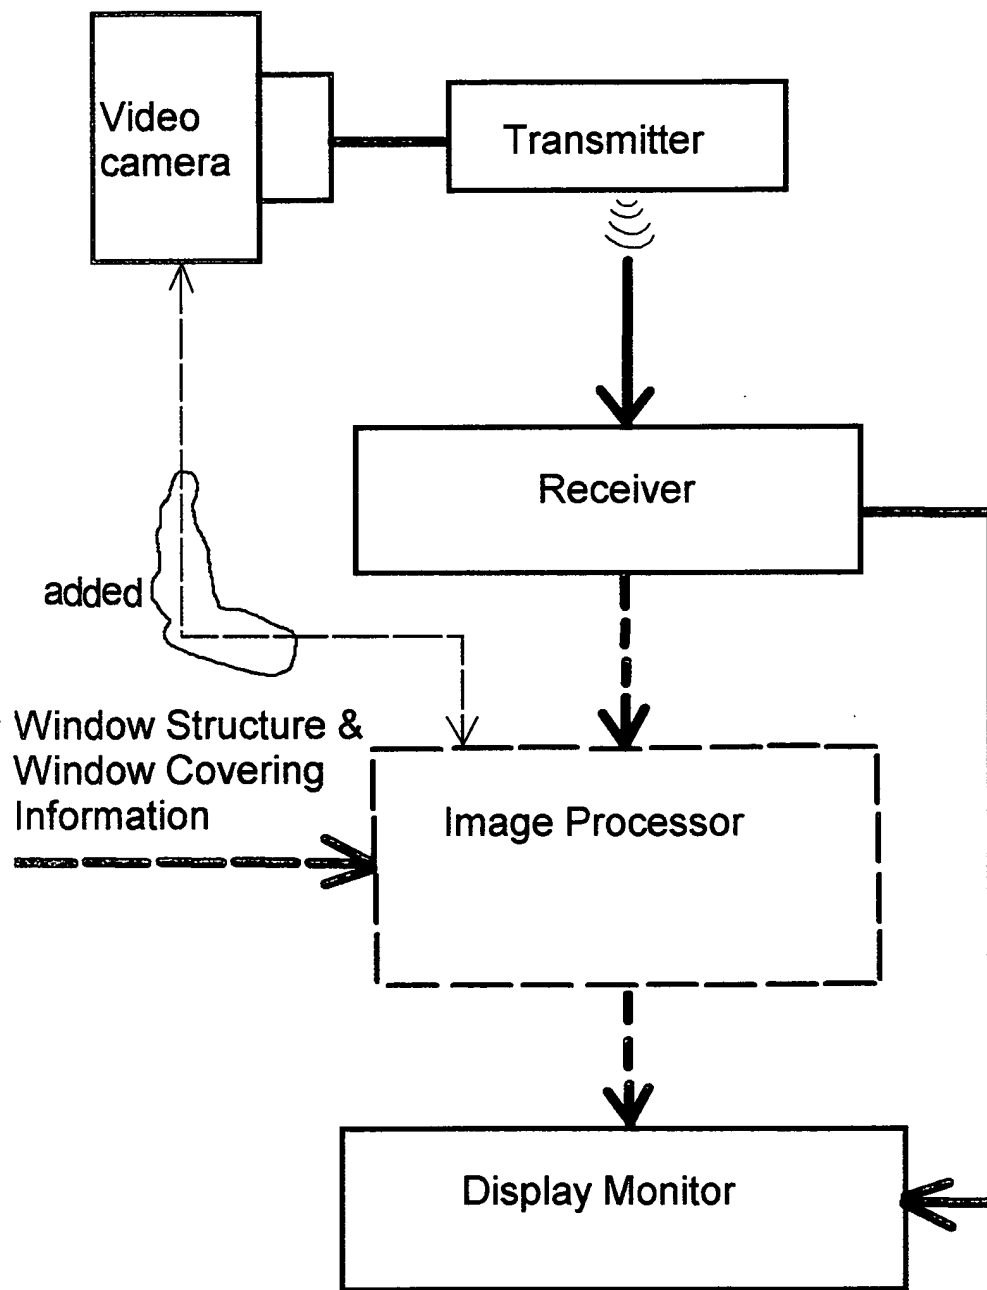 Video
camera
Transmitter
Receiver
added
Window Structure &
Window Covering
Information
Image Processor
Display Monitor